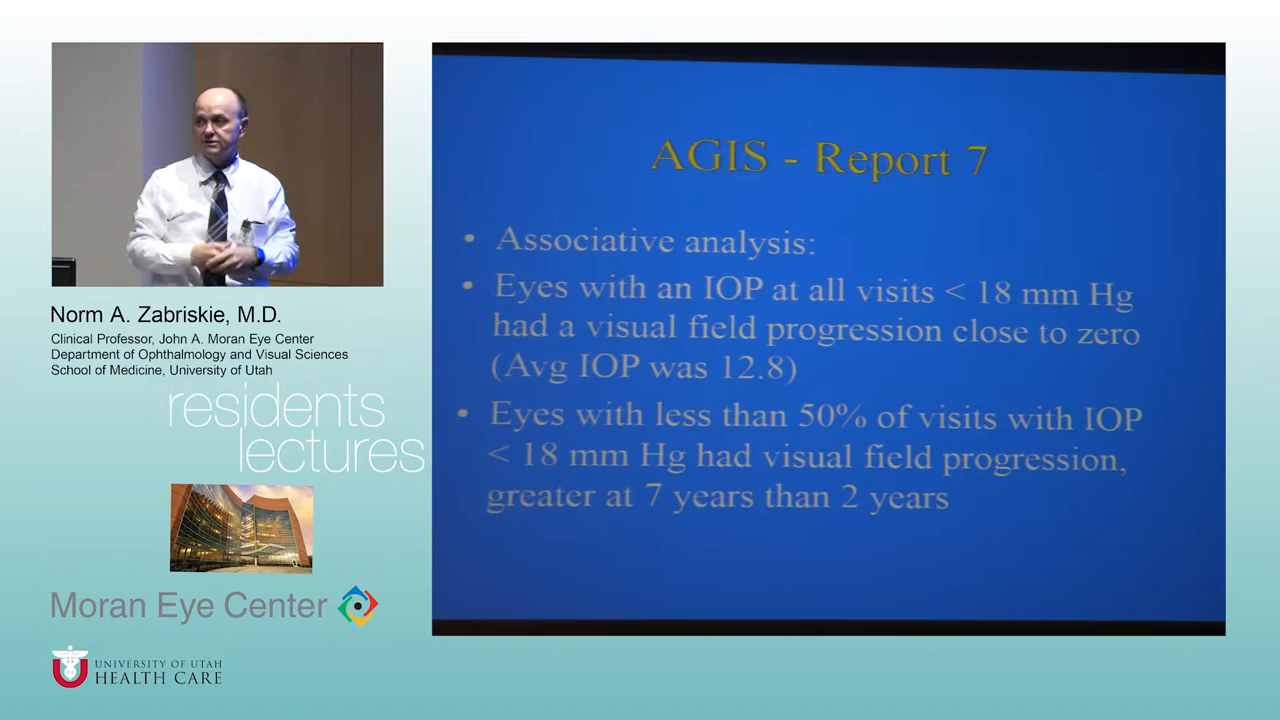 Norm A. Zabriskie, M.D.
Clinical Professor, John A. Moran Eye Center
Department of Ophthalmology and Visual Sciences
School of Medicine, University of Utah
residents
lectures
Moran Eye Center
UNIVERSITY OF UTAH
HEALTH CARE
AGIS - Report 7
• Associative analysis:
• Eyes with an IOP at all visits < 18 mm Hg
had a visual field progression close to zero
(Avg IOP was 12.8)
• Eyes with less than 50% of visits with IOP
< 18 mm Hg had visual field progression,
greater at 7 years than 2 years